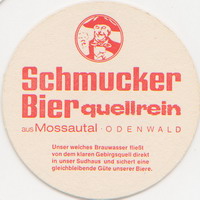 Schmucker
Bier quellrein
aus Mossautal · ODENWALD
Unser weiches Brauwasser fließt
von dem klaren Gebirgsquell direkt
in unser Sudhaus und sichert eine
gleichbleibende Güte unserer Biere.